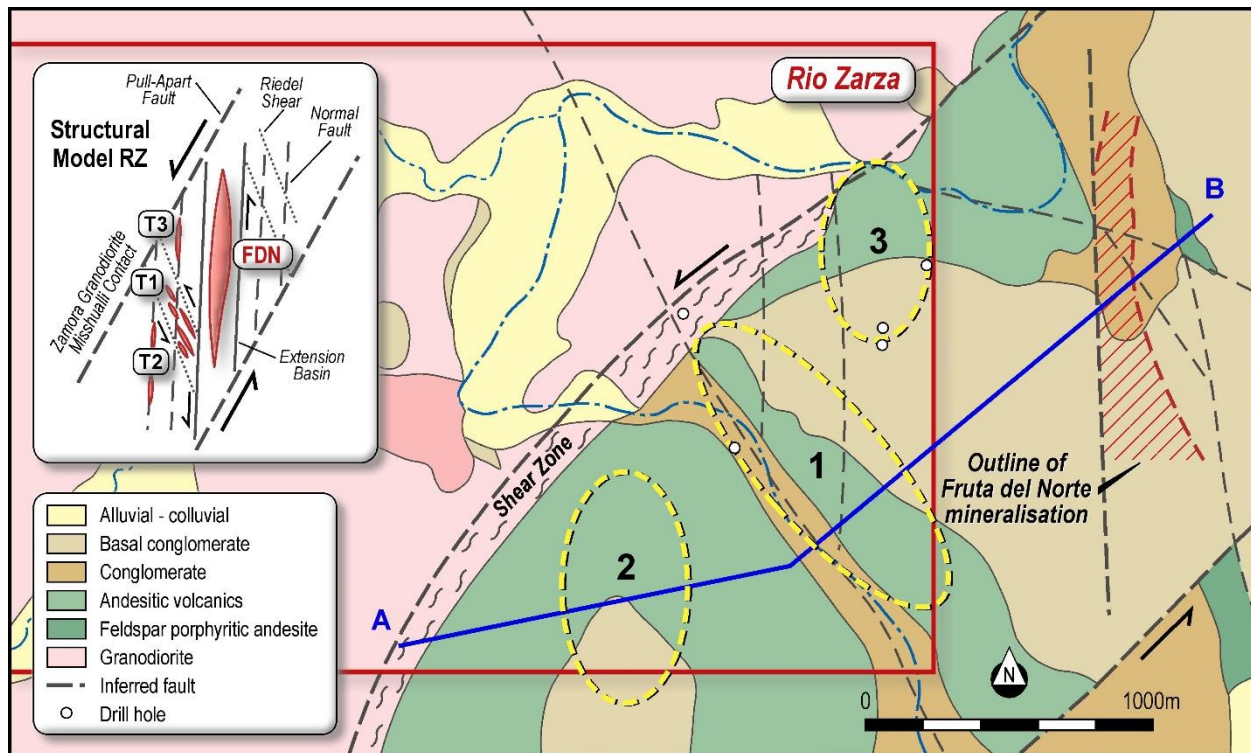 Rio Zarza
Structural
Model RZ
Pull-Apart
Fault
Riedel
Shear
Normal
Fault
T3
T1
T2
FDN
Zamora Granodiorite
Misshualli Contact
Extension
Basin
Alluvial - colluvial
Basal conglomerate
Conglomerate
Andesitic volcanics
Feldspar porphyritic andesite
Granodiorite
Inferred fault
Drill hole
Shear Zone
3
1
2
A
B
Outline of
Fruta del Norte
mineralisation
N
0
1000m